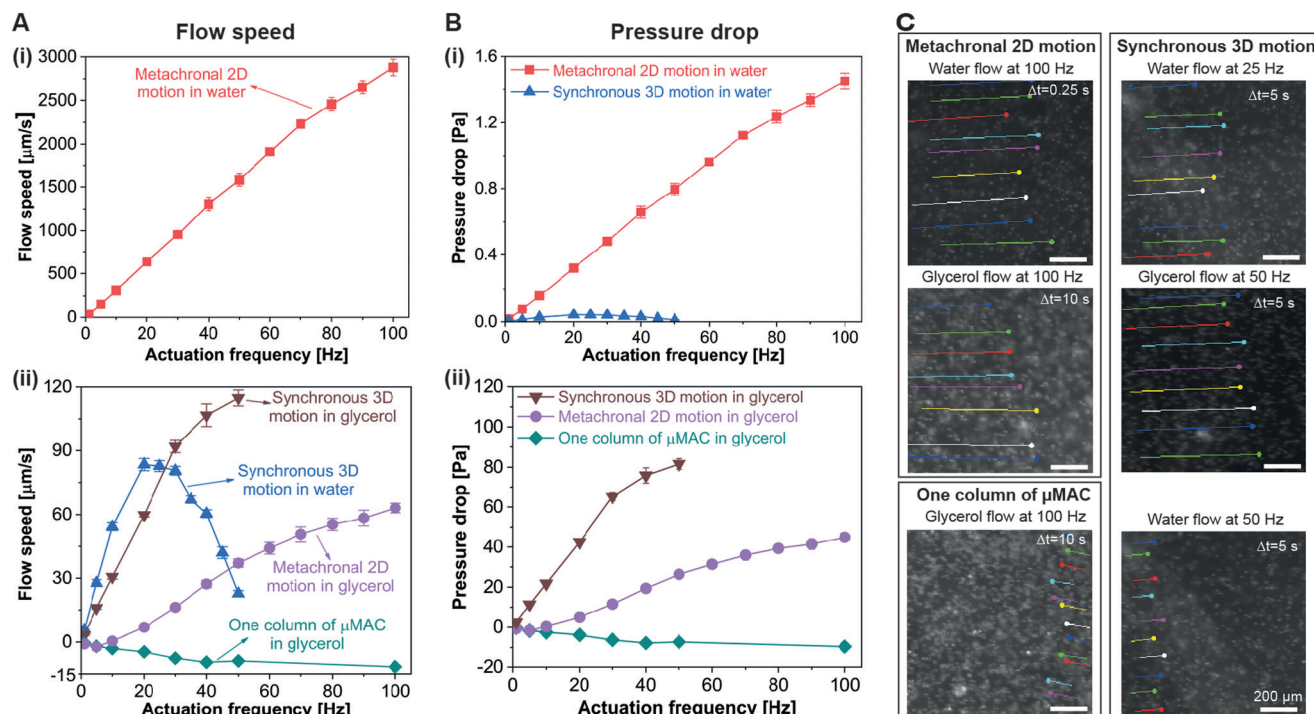 A
Flow speed
(i)
3000
2500
2000
1500
1000
500
0
Flow speed [μm/s]
Metachronal 2D
motion in water
0
20
40
60
80
100
Actuation frequency [Hz]
(ii)
120
90
60
30
0
-15
Flow speed [μm/s]
Synchronous 3D
motion in glycerol
Synchronous 3D
motion in water
Metachronal 2D
motion in glycerol
One column of μMAC
in glycerol
0
20
40
60
80
100
Actuation frequency [Hz]
B
Pressure drop
(i)
1.6
1.2
0.8
0.4
0.0
Pressure drop [Pa]
Metachronal 2D motion in water
Synchronous 3D motion in water
0
20
40
60
80
100
Actuation frequency [Hz]
(ii)
120
100
80
60
40
20
0
-20
Pressure drop [Pa]
Synchronous 3D motion in glycerol
Metachronal 2D motion in glycerol
One column of μMAC in glycerol
0
20
40
60
80
100
Actuation frequency [Hz]
C
Metachronal 2D motion
Water flow at 100 Hz
Δt=0.25 s
Glycerol flow at 100 Hz
Δt=10 s
One column of μMAC
Glycerol flow at 100 Hz
Δt=10 s
Synchronous 3D motion
Water flow at 25 Hz
Δt=5 s
Glycerol flow at 50 Hz
Δt=5 s
Water flow at 50 Hz
Δt=5 s
200 μm